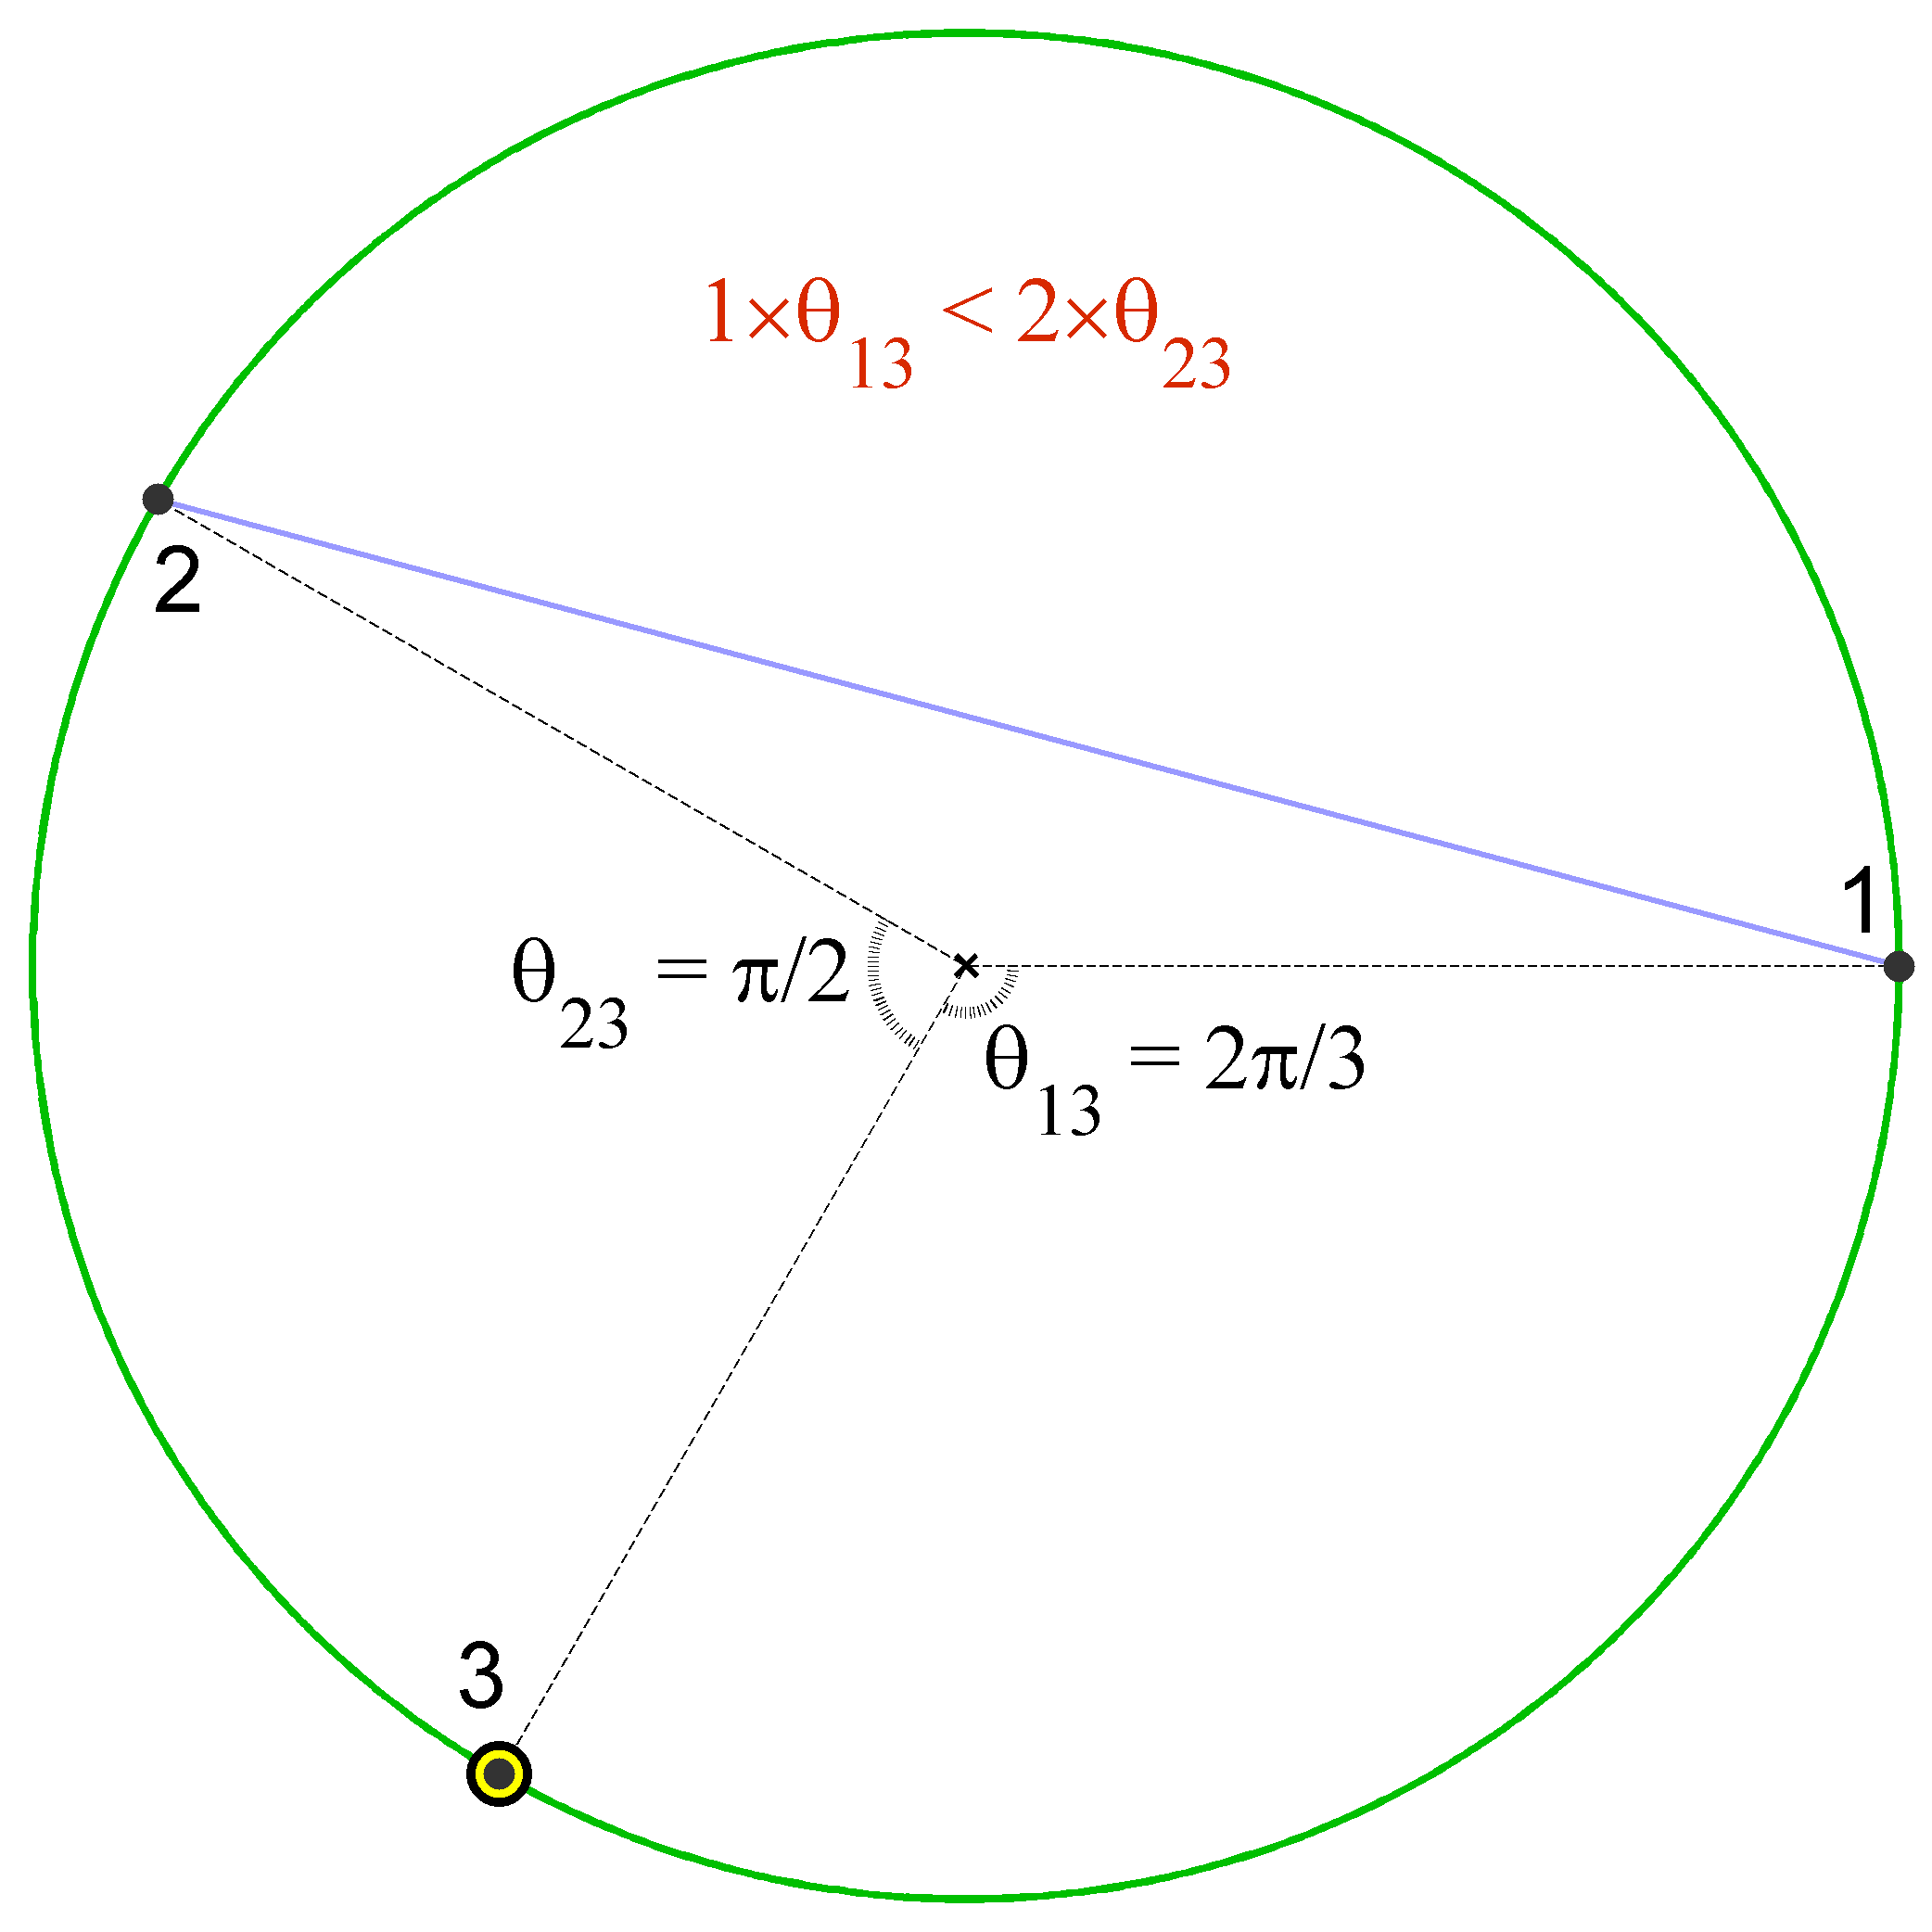 1×θ₁₃ < 2×θ₂₃
2
1
θ₂₃ = π/2
θ₁₃ = 2π/3
3